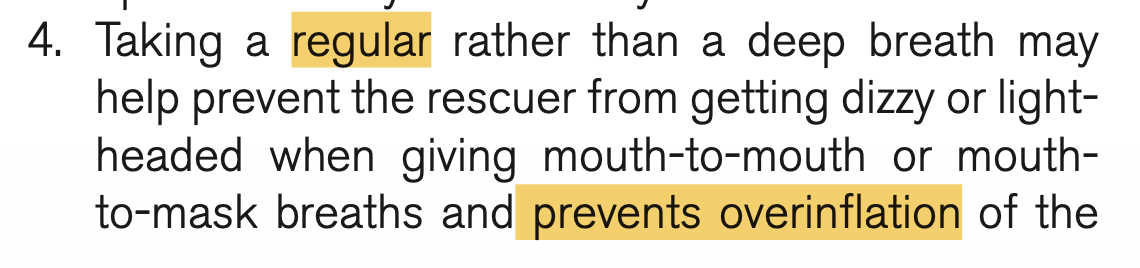 4. Taking a regular rather than a deep breath may
help prevent the rescuer from getting dizzy or light-
headed when giving mouth-to-mouth or mouth-
to-mask breaths and prevents overinflation of the